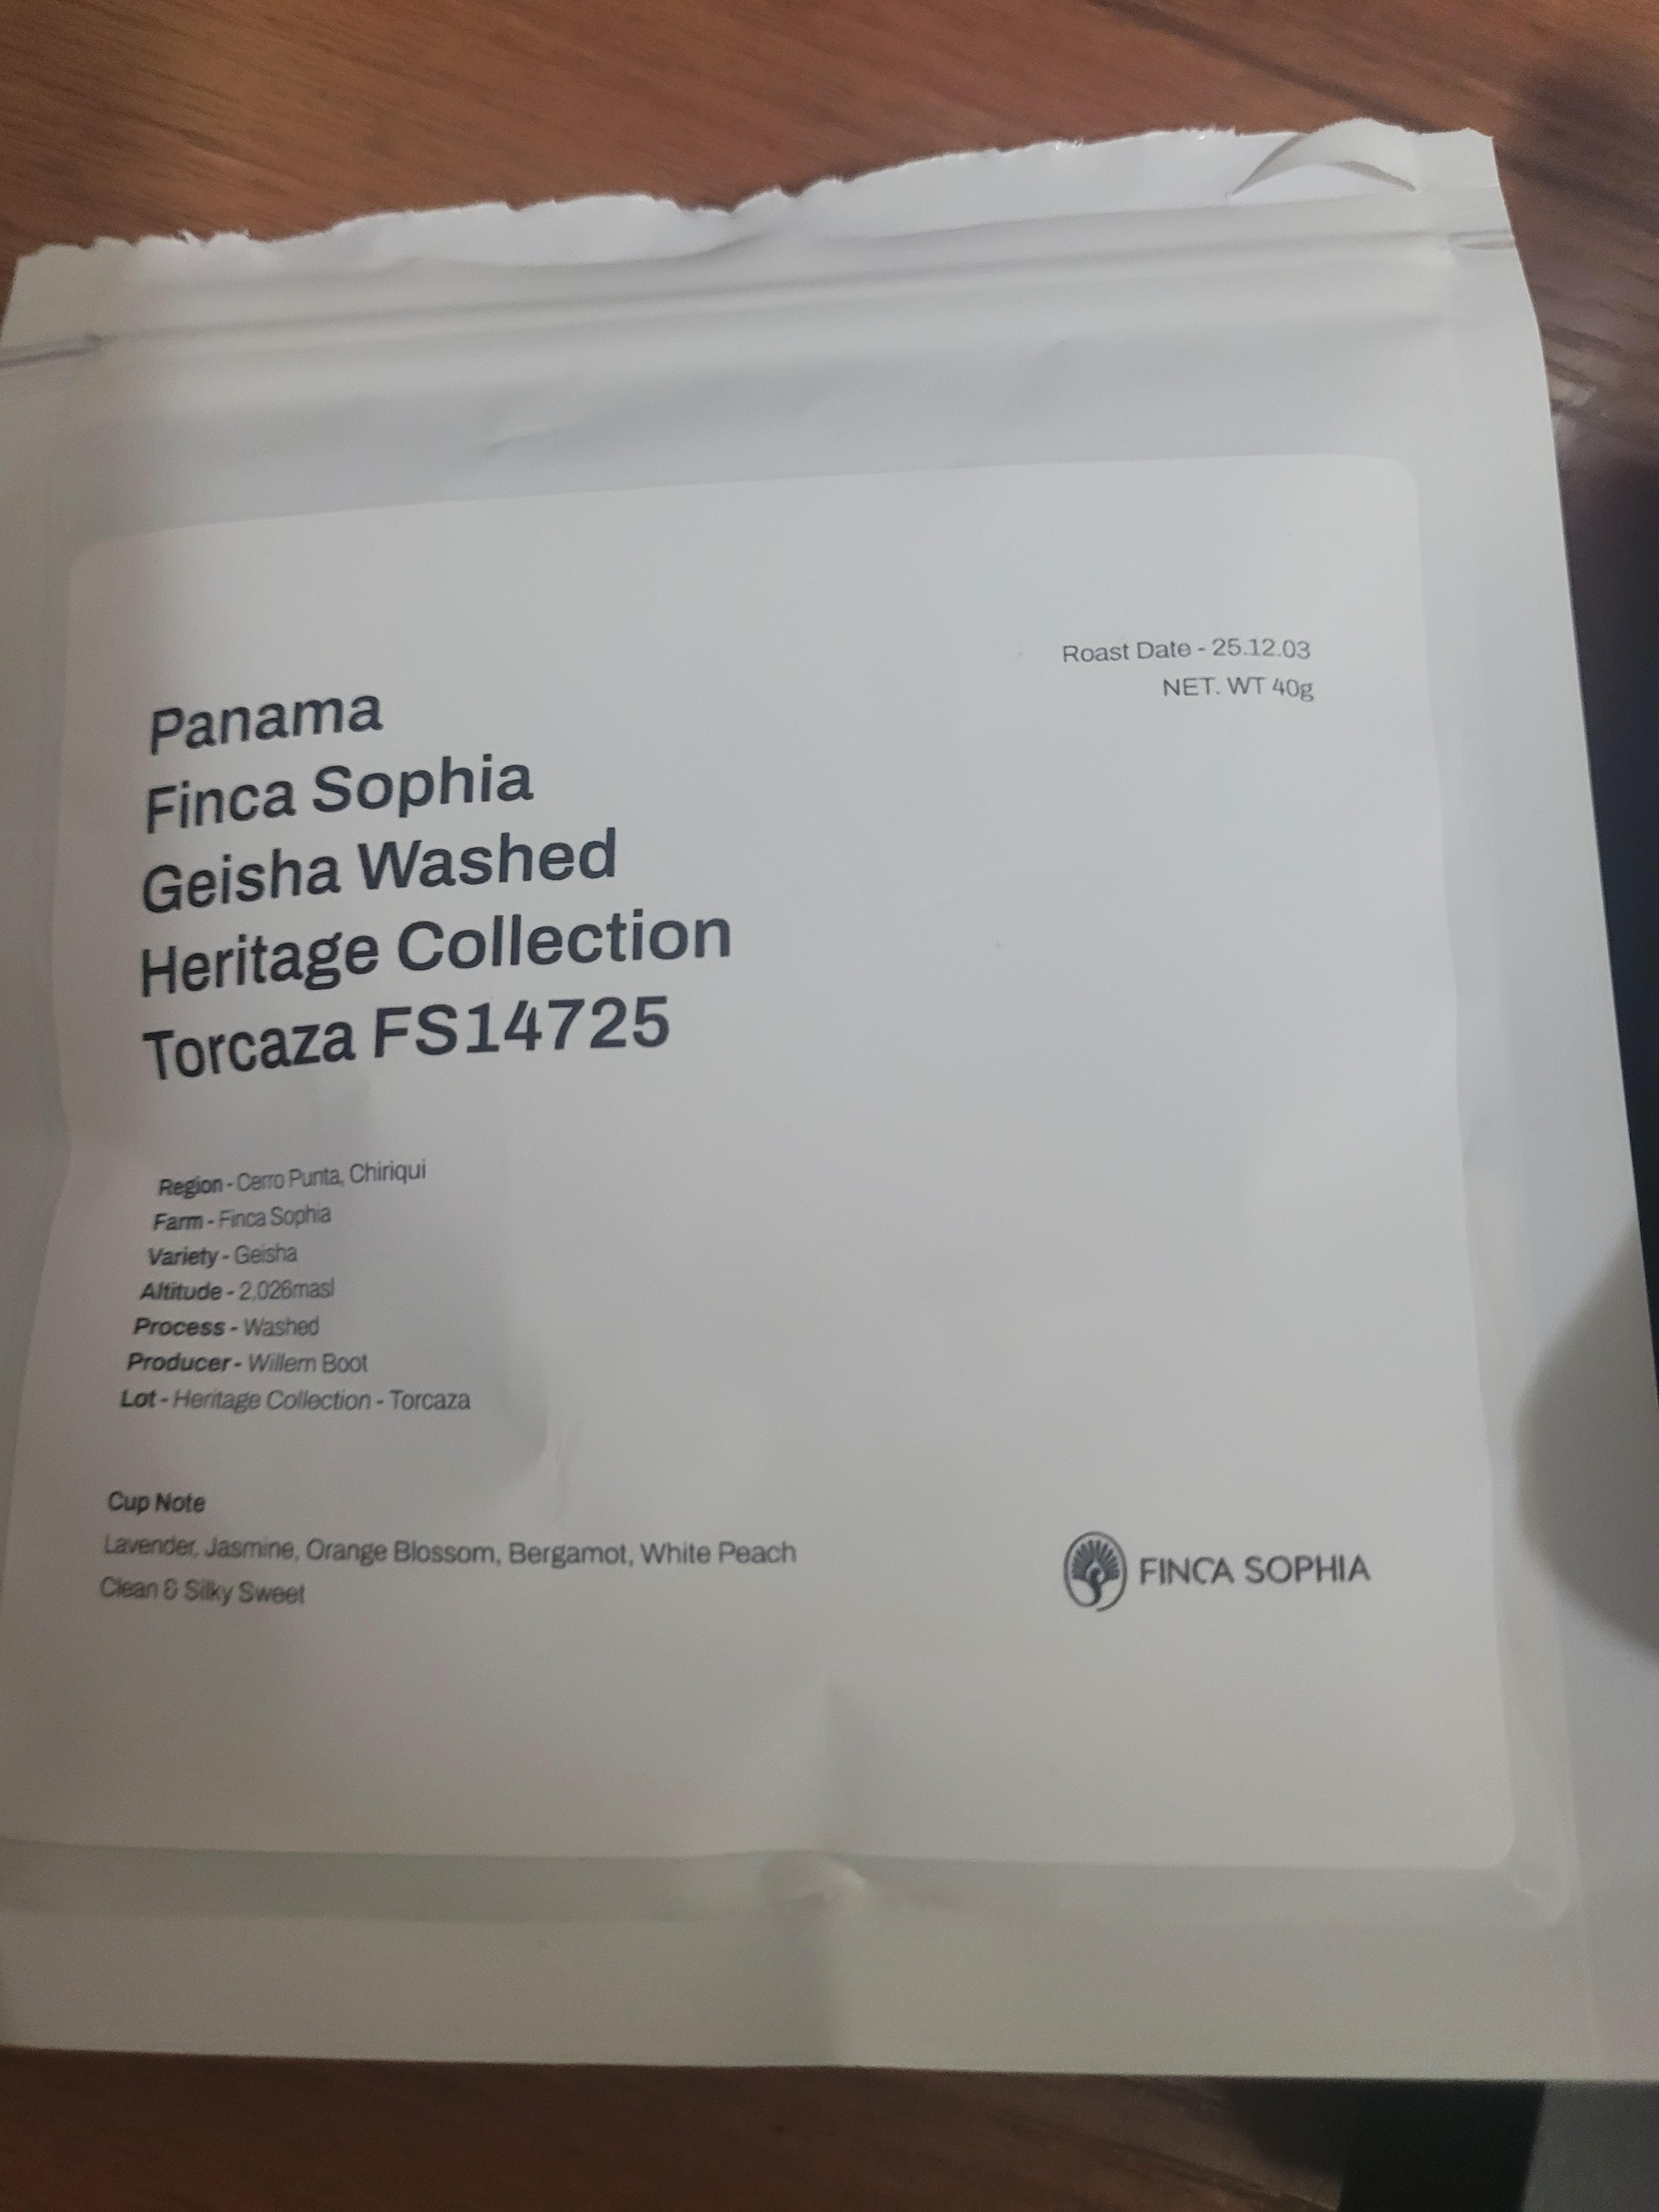 Roast Date - 25.12.03
NET. WT 40g
Panama
Finca Sophia
Geisha Washed
Heritage Collection
Torcaza FS14725
Region - Cerro Punta, Chiriqui
Farm - Finca Sophia
Variety - Geisha
Altitude - 2,026masl
Process - Washed
Producer - Willem Boot
Lot - Heritage Collection - Torcaza
Cup Note
Lavender, Jasmine, Orange Blossom, Bergamot, White Peach
Clean & Silky Sweet
FINCA SOPHIA